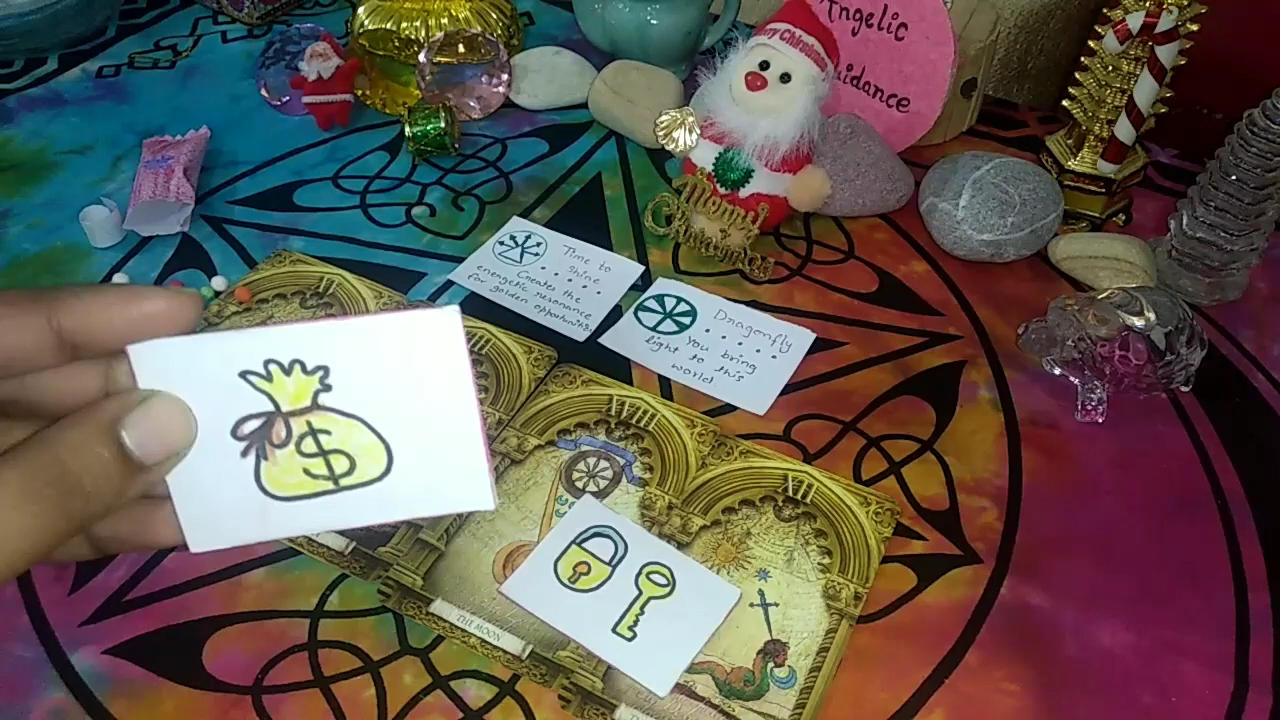 Angelic
Guidance
Merry Christmas
Merry
Christmas
Time to
Shine
Creates the
energetic resonance
for golden opportunities
Dragonfly
You bring
light to this
world.
$
XVIII
XII
THE MOON